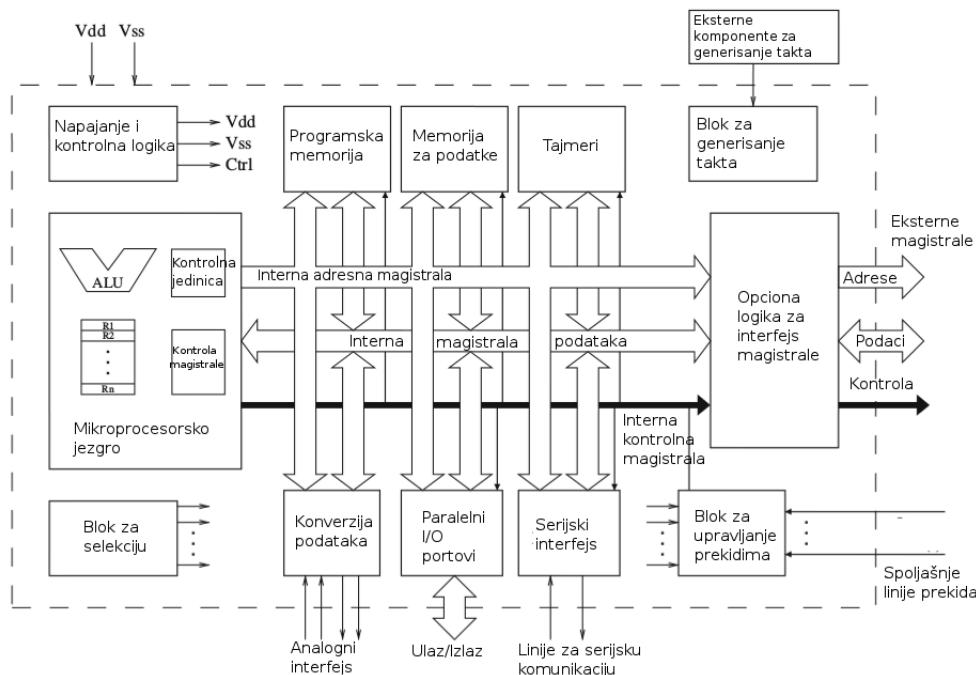 Vdd
Vss
Eksterne
komponente za
generisanje takta
Napajanje i
kontrolna logika
Vdd
Vss
Ctrl
Programska
memorija
Memorija
za podatke
Tajmeri
Blok za
generisanje
takta
ALU
Kontrolna
jedinica
R1
R2
Rn
Kontrola
magistrale
Mikroprocesorsko
jezgro
Interna adresna magistrala
Interna magistrala podataka
Interna
kontrolna
magistrala
Opciona
logika za
interfejs
magistrale
Eksterne
magistrale
Adrese
Podaci
Kontrola
Blok za
selekciju
Konverzija
podataka
Paralelni
I/O
portovi
Serijski
interfejs
Blok za
upravljanje
prekidima
Spoljašnje
linije prekida
Analogni
interfejs
Ulaz/Izlaz
Linije za serijsku
komunikaciju